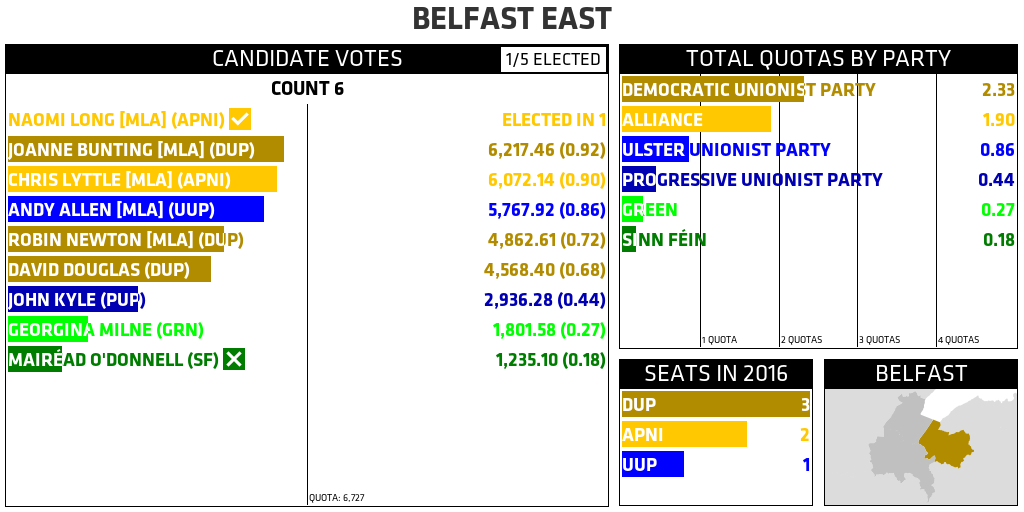 BELFAST EAST
CANDIDATE VOTES
1/5 ELECTED
COUNT 6
NAOMI LONG [MLA] (APNI) ELECTED IN 1
JOANNE BUNTING [MLA] (DUP) 6,217.46 (0.92)
CHRIS LYTTLE [MLA] (APNI) 6,072.14 (0.90)
ANDY ALLEN [MLA] (UUP) 5,767.92 (0.86)
ROBIN NEWTON [MLA] (DUP) 4,862.61 (0.72)
DAVID DOUGLAS (DUP) 4,568.40 (0.68)
JOHN KYLE (PUP) 2,936.28 (0.44)
GEORGINA MILNE (GRN) 1,801.58 (0.27)
MAIRÉAD O'DONNELL (SF) 1,235.10 (0.18)
QUOTA: 6,727
TOTAL QUOTAS BY PARTY
DEMOCRATIC UNIONIST PARTY 2.33
ALLIANCE 1.90
ULSTER UNIONIST PARTY 0.86
PROGRESSIVE UNIONIST PARTY 0.44
GREEN 0.27
SINN FÉIN 0.18
1 QUOTA 2 QUOTAS 3 QUOTAS 4 QUOTAS
SEATS IN 2016
DUP 3
APNI 2
UUP 1
BELFAST